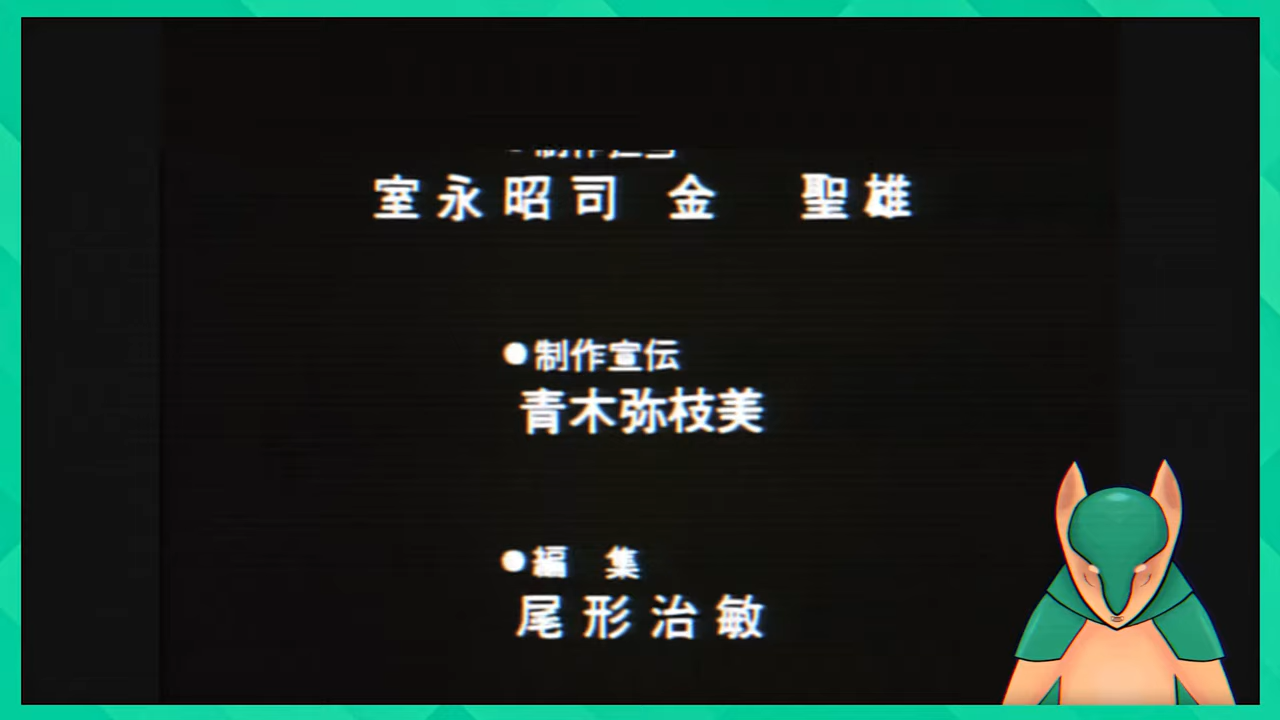 室永昭司 金 聖雄
●制作宣伝
青木弥枝美
●編 集
尾形治敏